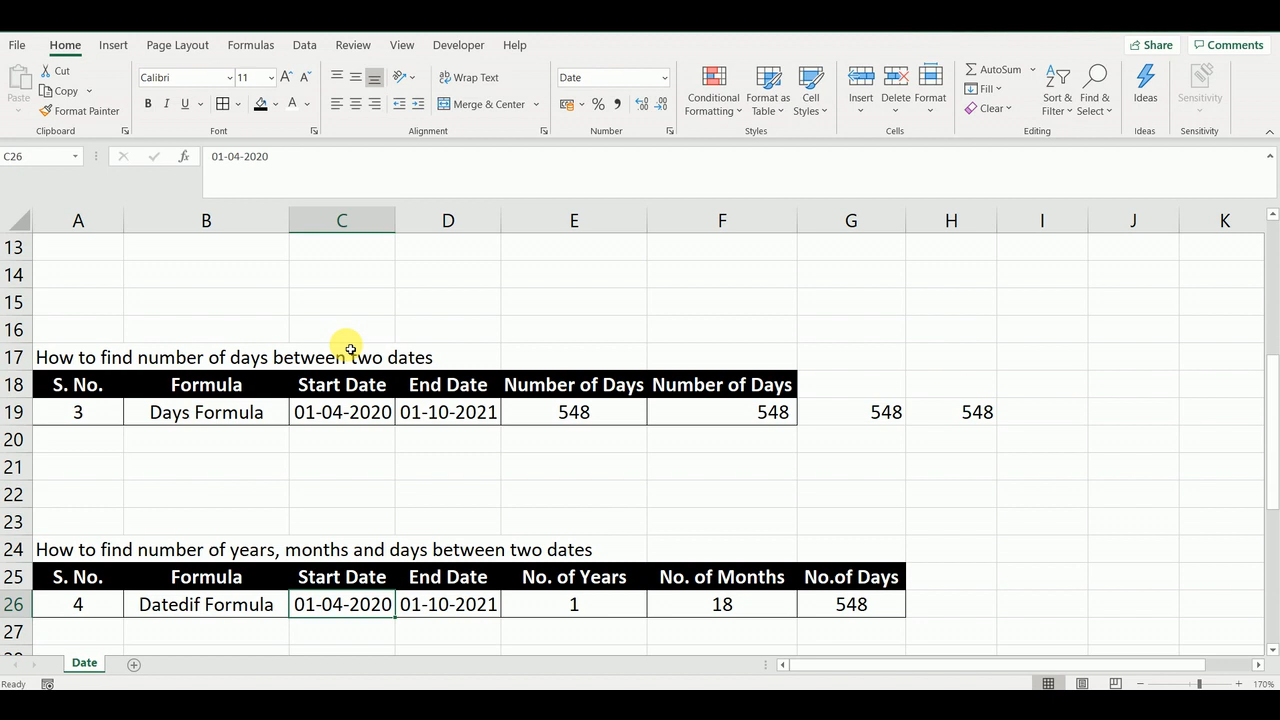 File Home Insert Page Layout Formulas Data Review View Developer Help Share Comments
Cut
Copy
Format Painter
Paste
Clipboard
Calibri 11
B I U A
Font
Wrap Text
Merge & Center
Alignment
Date
%
Number
Conditional Formatting
Format as Table
Cell Styles
Styles
Insert Delete Format
Cells
AutoSum
Fill
Clear
Sort & Filter
Find & Select
Editing
Ideas
Ideas
Sensitivity
Sensitivity
C26 fx 01-04-2020
A B C D E F G H I J K
13
14
15
16
17 How to find number of days between two dates
18 S. No. Formula Start Date End Date Number of Days Number of Days
19 3 Days Formula 01-04-2020 01-10-2021 548 548 548 548
20
21
22
23
24 How to find number of years, months and days between two dates
25 S. No. Formula Start Date End Date No. of Years No. of Months No.of Days
26 4 Datedif Formula 01-04-2020 01-10-2021 1 18 548
27
Date
Ready 170%